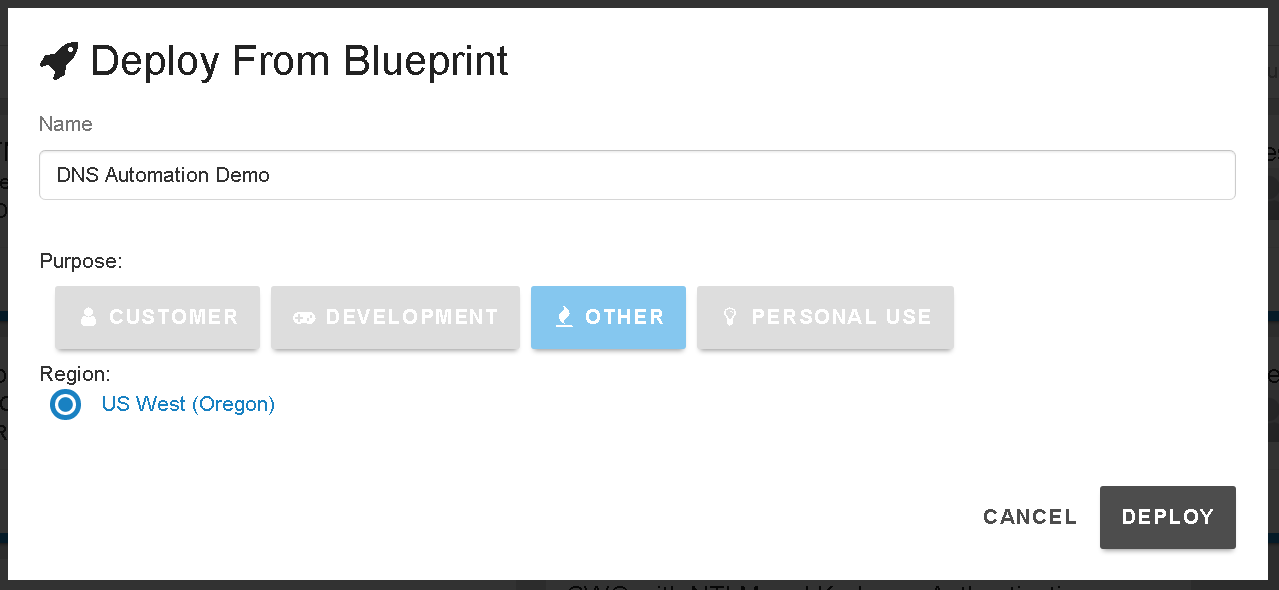 Deploy From Blueprint
Name
DNS Automation Demo
Purpose:
CUSTOMER DEVELOPMENT OTHER PERSONAL USE
Region:
US West (Oregon)
CANCEL DEPLOY